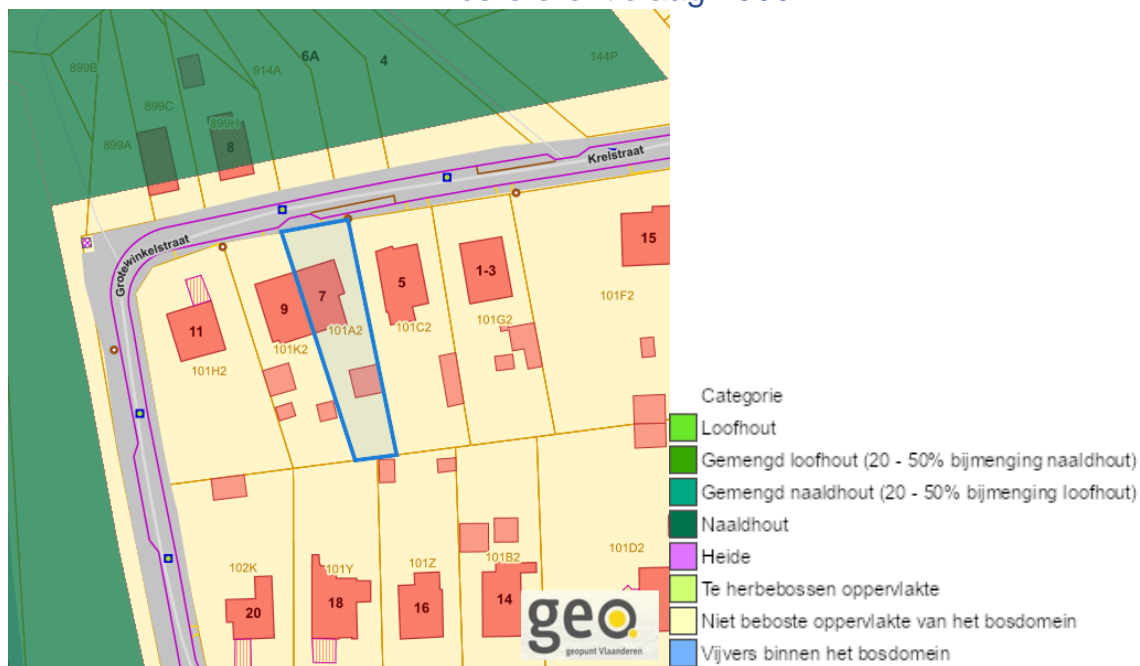 899B
914A
6A
4
144P
899C
899H
899A
8
Krelstraat
Grotewinkelstraat
15
1-3
5
7
9
11
101F2
101G2
101C2
101A2
101K2
101H2
Categorie
Loofhout
Gemengd loofhout (20 - 50% bijmenging naaldhout)
Gemengd naaldhout (20 - 50% bijmenging loofhout)
Naaldhout
Heide
Te herbebossen oppervlakte
Niet beboste oppervlakte van het bosdomein
Vijvers binnen het bosdomein
102K
101Y
101Z
101B2
101D2
20
18
16
14
geo
geopunt Vlaanderen